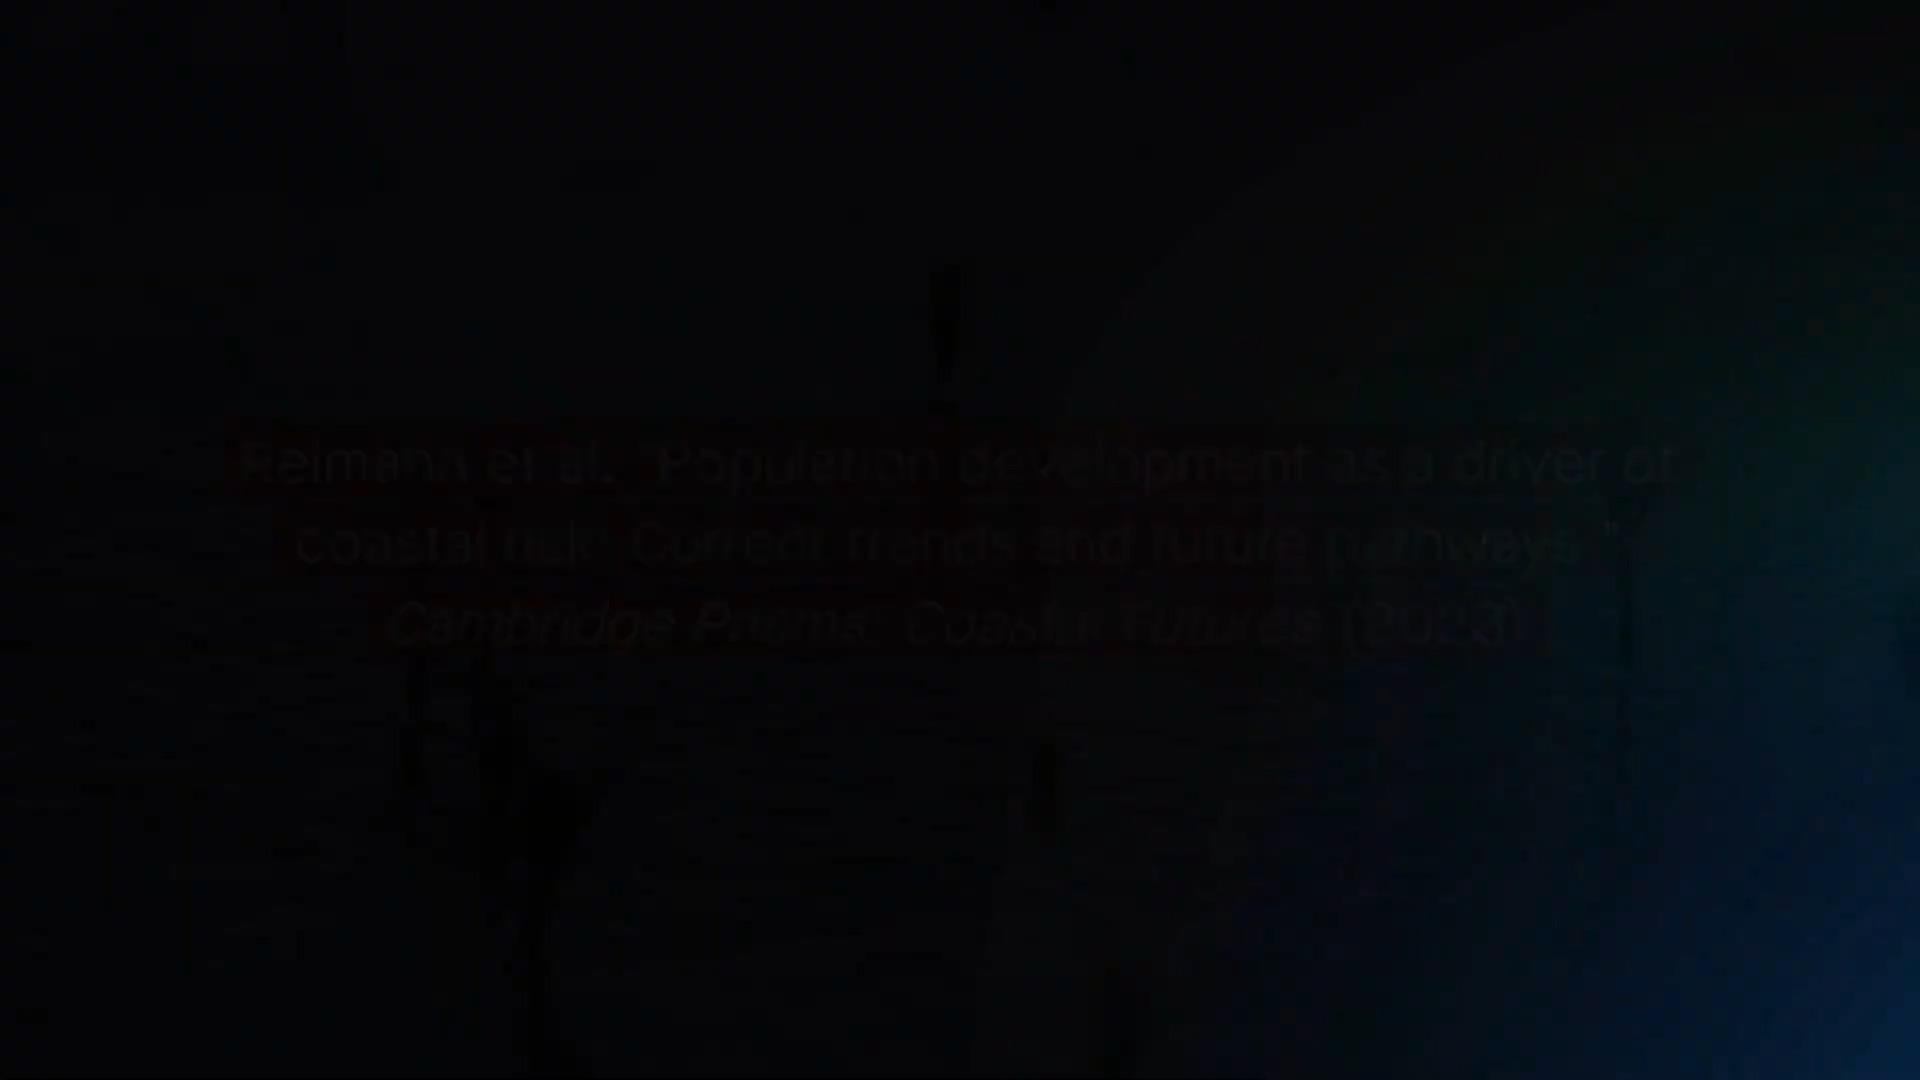 Reimann et al. "Population development as a driver of
coastal risk: Current trends and future pathways."
Cambridge Prisms: Coastal Futures (2023)